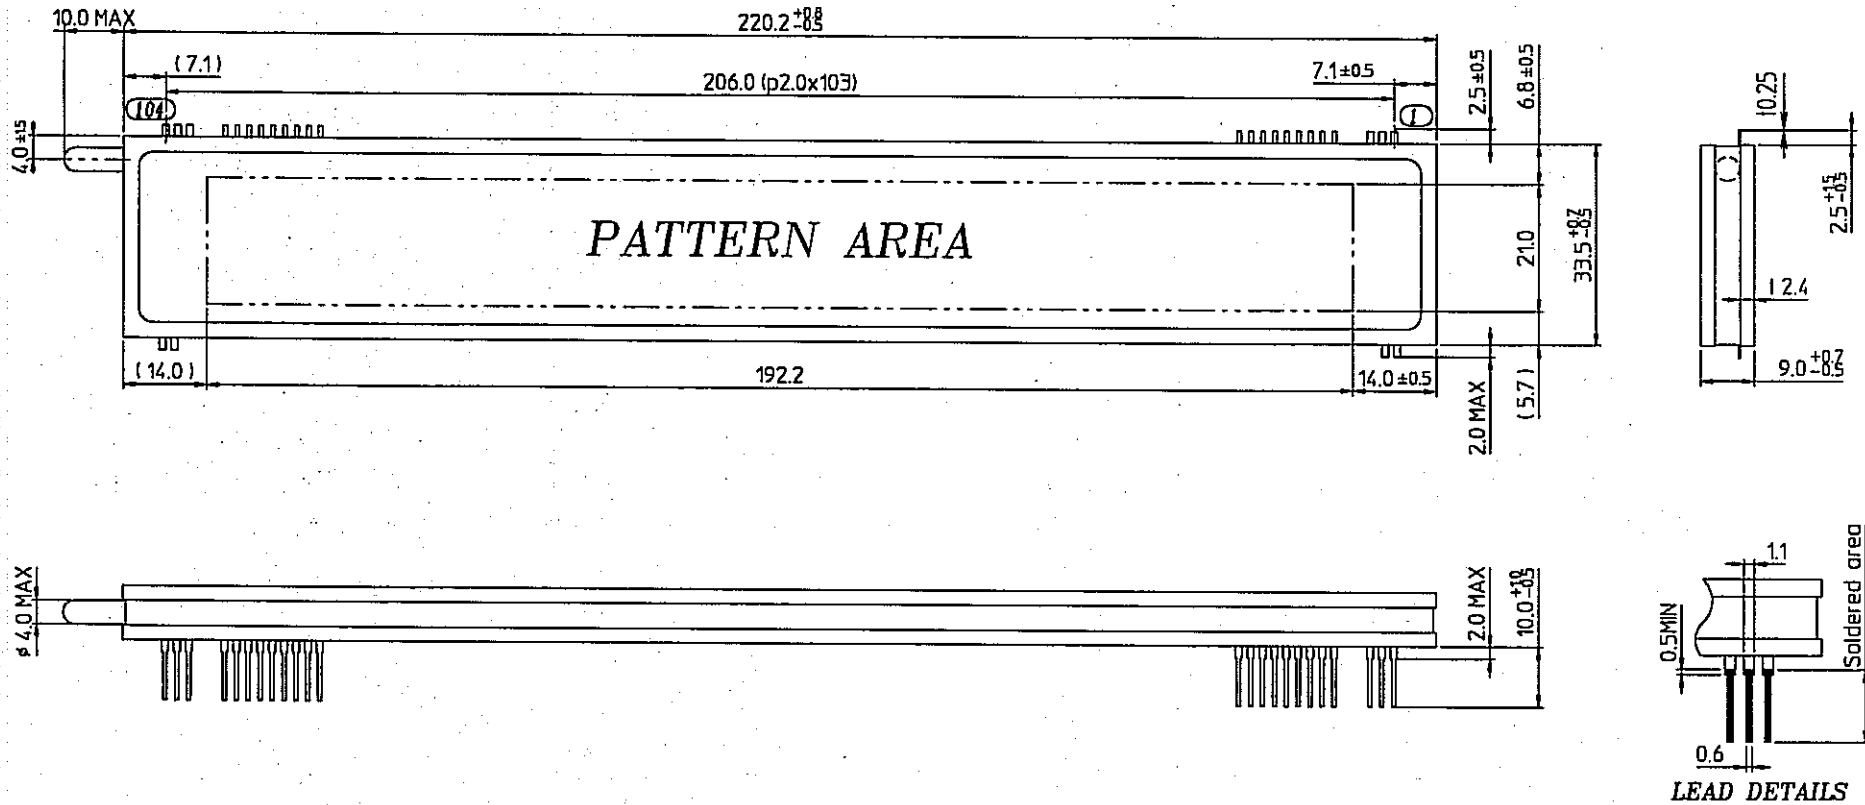 10.0 MAX
220.2 +0.8 -0.5
(7.1)
206.0 (p2.0x103)
7.1±0.5
2.5±0.5
6.8±0.5
104
1
4.0±1.5
PATTERN AREA
21.0
33.5 +0.7 -0.5
(14.0)
192.2
14.0±0.5
2.0 MAX
(5.7)
t0.25
2.5 +1.5 -0.5
t2.4
9.0 +0.7 -0.5
ø4.0 MAX
2.0 MAX
10.0 +1.0 -0.5
1.1
0.5MIN
Soldered area
0.6
LEAD DETAILS